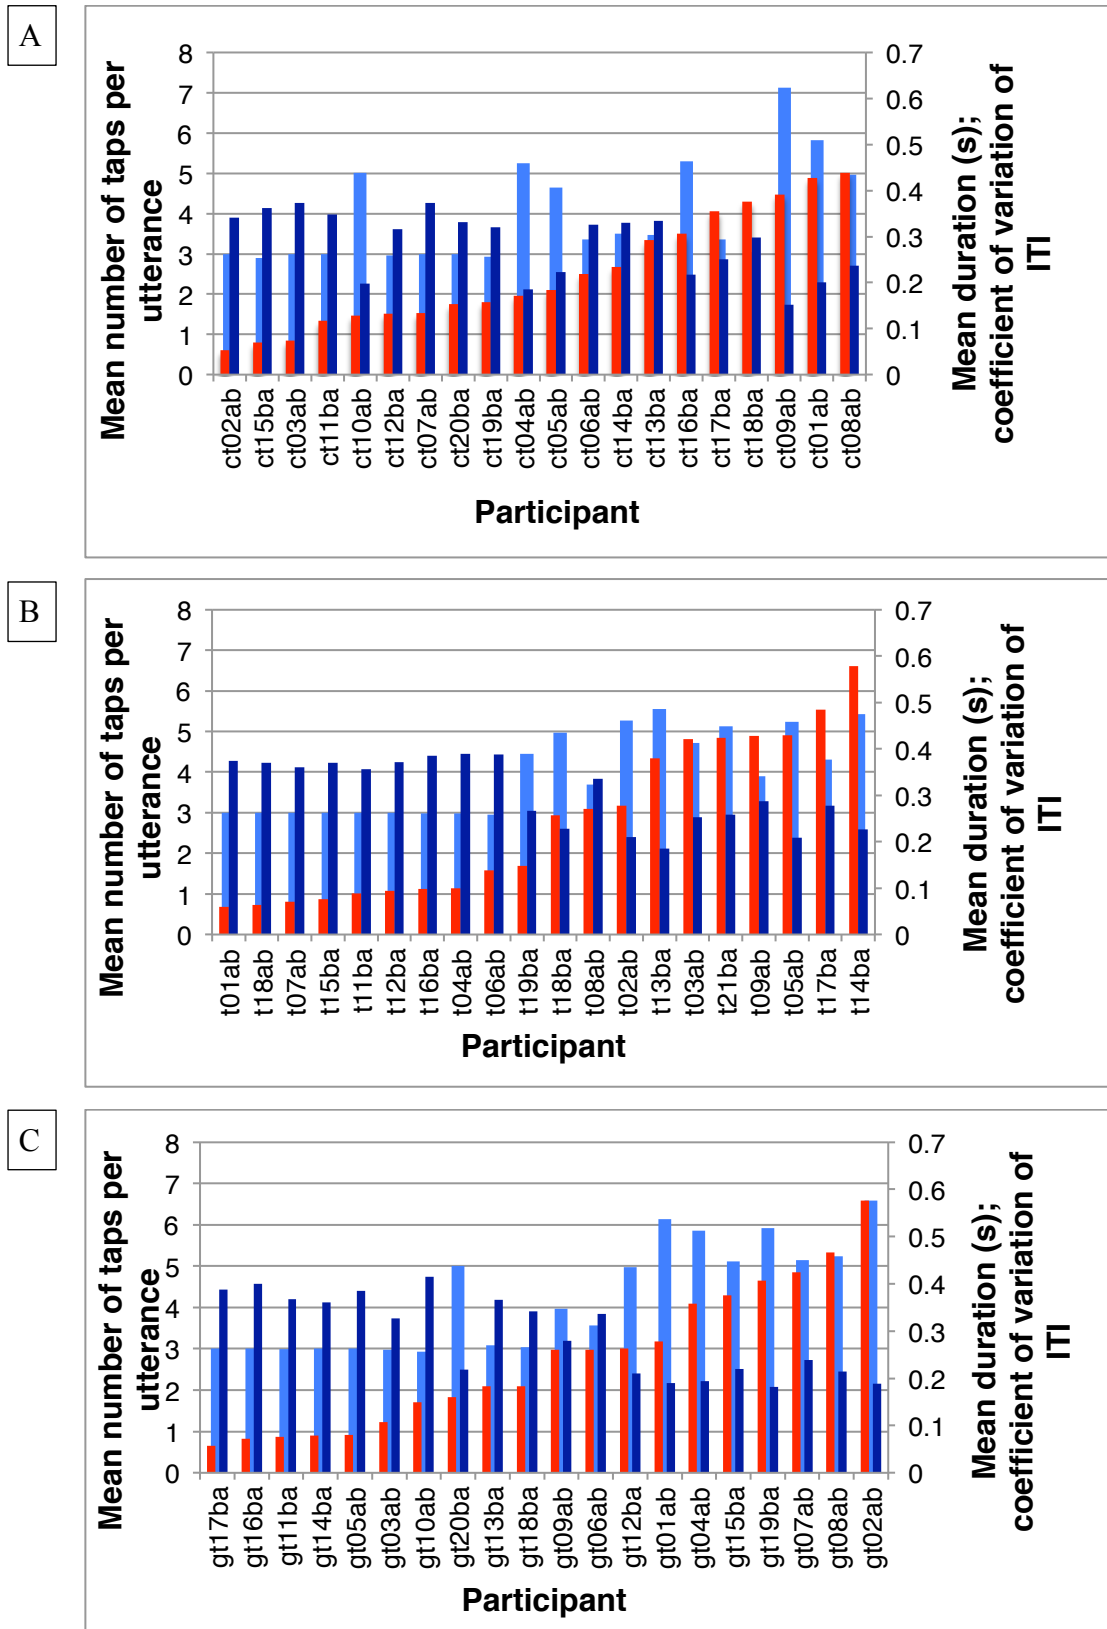 A
Mean number of taps per
utterance
8
7
6
5
4
3
2
1
0
0.7
0.6
0.5
0.4
0.3
0.2
0.1
0
Mean duration (s);
coefficient of variation of
ITI
ct02ab
ct15ba
ct03ab
ct11ba
ct10ab
ct12ba
ct07ab
ct20ba
ct19ba
ct04ab
ct05ab
ct06ab
ct14ba
ct13ba
ct16ba
ct17ba
ct18ba
ct09ab
ct01ab
ct08ab
Participant
B
Mean number of taps per
utterance
8
7
6
5
4
3
2
1
0
0.7
0.6
0.5
0.4
0.3
0.2
0.1
0
Mean duration (s);
coefficient of variation of
ITI
t01ab
t18ab
t07ab
t15ba
t11ba
t12ba
t16ba
t04ab
t06ab
t19ba
t18ba
t08ab
t02ab
t13ba
t03ab
t21ba
t09ab
t05ab
t17ba
t14ba
Participant
C
Mean number of taps per
utterance
8
7
6
5
4
3
2
1
0
0.7
0.6
0.5
0.4
0.3
0.2
0.1
0
Mean duration (s);
coefficient of variation of
ITI
gt17ba
gt16ba
gt11ba
gt14ba
gt05ab
gt03ab
gt10ab
gt20ba
gt13ba
gt18ba
gt09ab
gt06ab
gt12ba
gt01ab
gt04ab
gt15ba
gt19ba
gt07ab
gt08ab
gt02ab
Participant